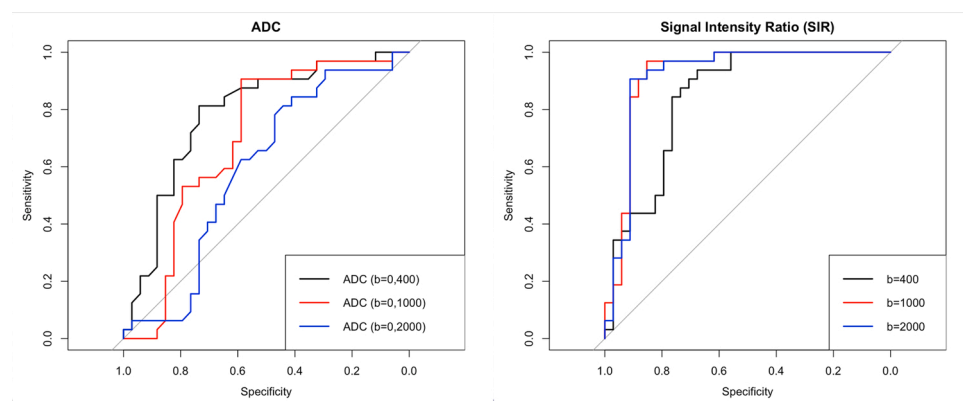 ADC
Sensitivity
1.0
0.8
0.6
0.4
0.2
0.0
1.0 0.8 0.6 0.4 0.2 0.0
Specificity
ADC (b=0,400)
ADC (b=0,1000)
ADC (b=0,2000)
Signal Intensity Ratio (SIR)
Sensitivity
1.0
0.8
0.6
0.4
0.2
0.0
1.0 0.8 0.6 0.4 0.2 0.0
Specificity
b=400
b=1000
b=2000